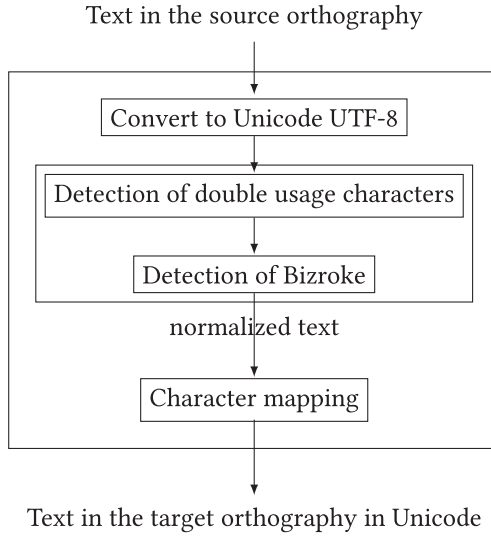 Text in the source orthography
Convert to Unicode UTF-8
Detection of double usage characters
Detection of Bizroke
normalized text
Character mapping
Text in the target orthography in Unicode